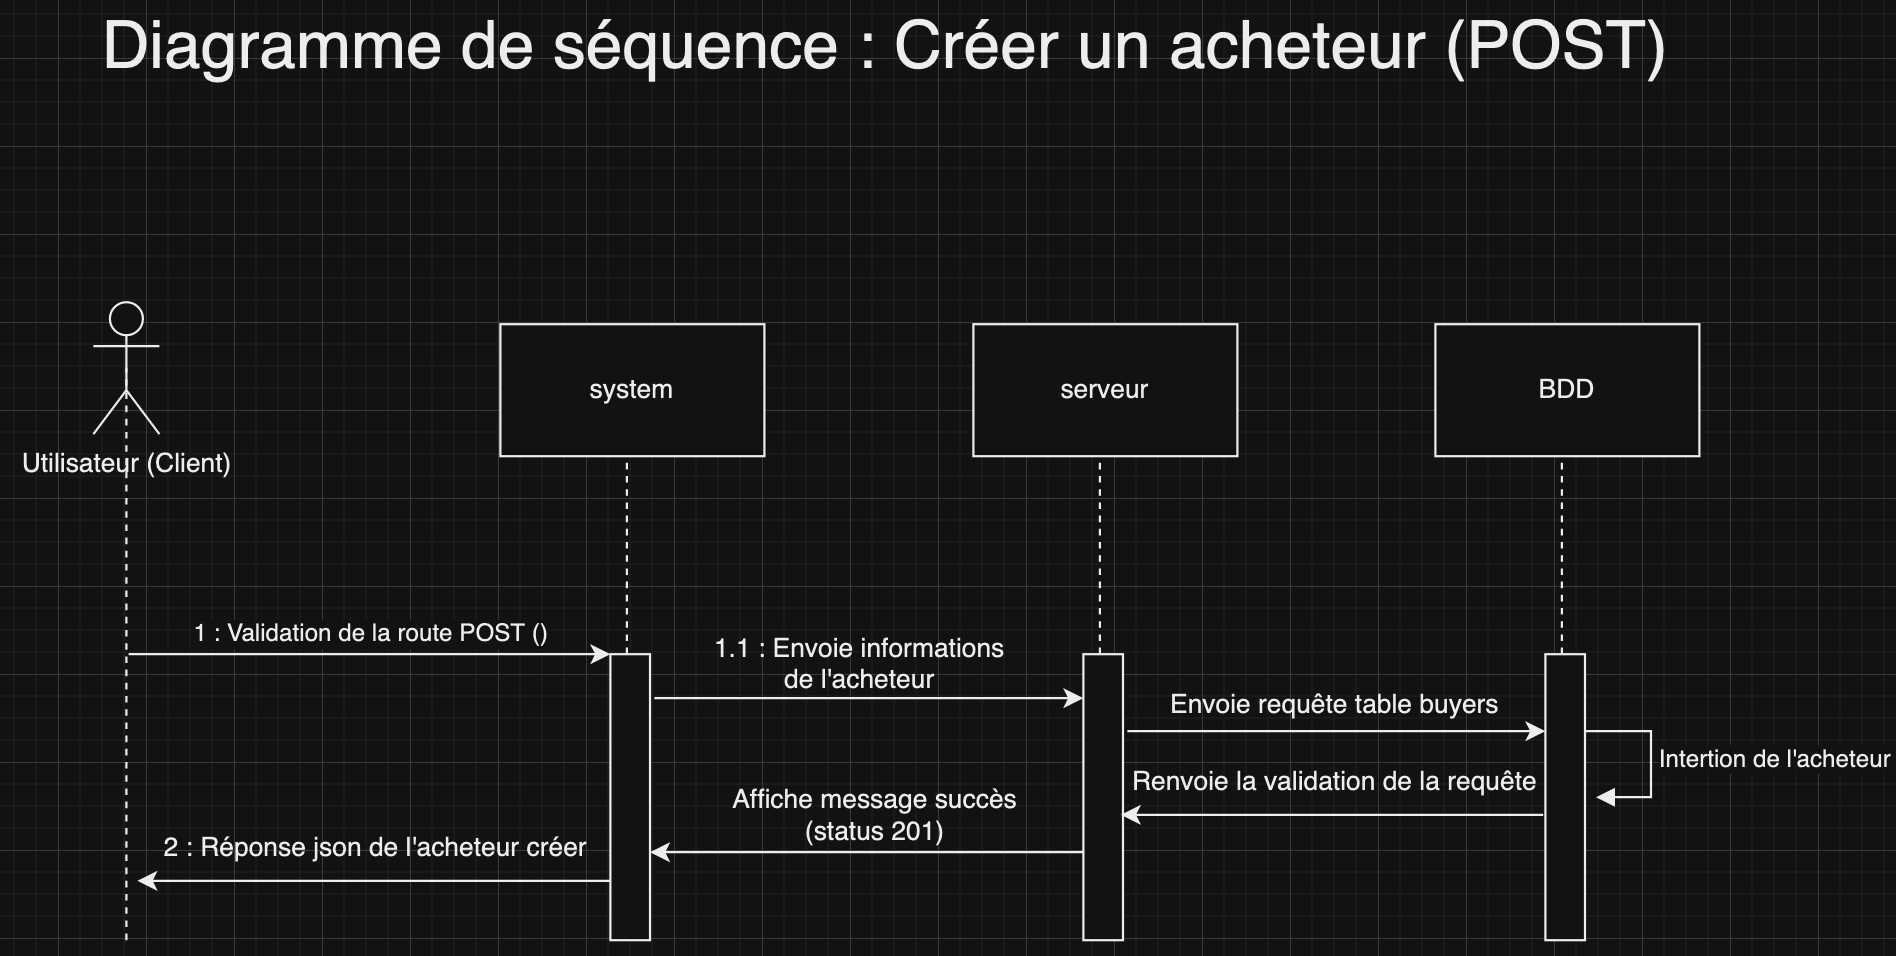 Diagramme de séquence : Créer un acheteur (POST)
system
serveur
BDD
Utilisateur (Client)
1 : Validation de la route POST ()
1.1 : Envoie informations
de l'acheteur
Envoie requête table buyers
Intertion de l'acheteur
Renvoie la validation de la requête
Affiche message succès
(status 201)
2 : Réponse json de l'acheteur créer